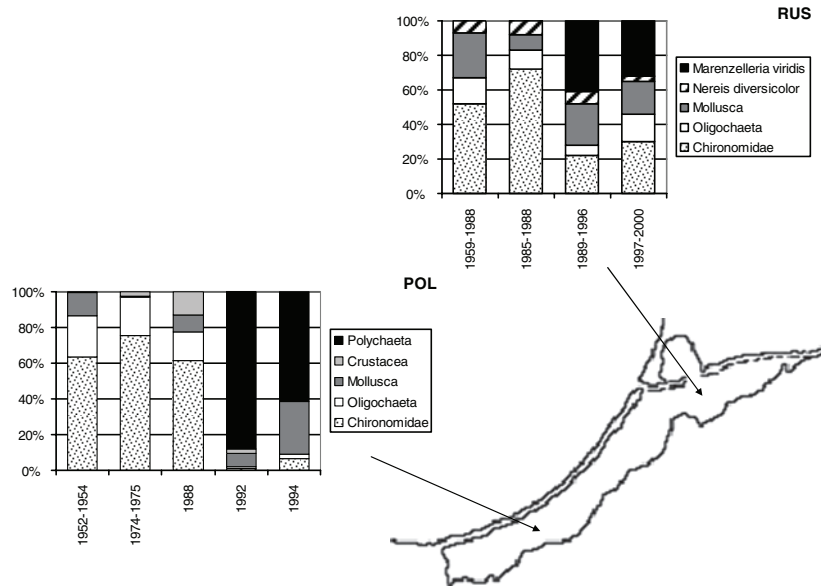 RUS
100%
80%
60%
40%
20%
0%
1959-1988
1985-1988
1989-1996
1997-2000
Marenzelleria viridis
Nereis diversicolor
Mollusca
Oligochaeta
Chironomidae
POL
100%
80%
60%
40%
20%
0%
1952-1954
1974-1975
1988
1992
1994
Polychaeta
Crustacea
Mollusca
Oligochaeta
Chironomidae